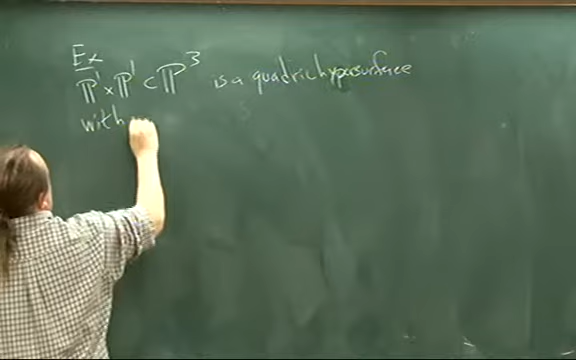 Ex
ℙ¹ × ℙ¹ ⊂ ℙ³ is a quadric hypersurface
with